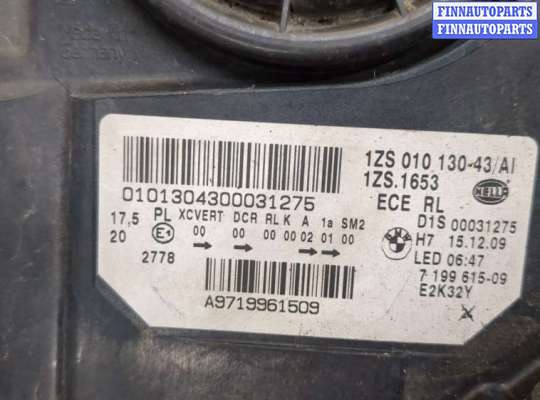 FINNAUTOPARTS
FINNAUTOPARTS
1ZS 010 130-43/AI
1ZS.1653
HELLA
ECE RL
0101304300031275
D1S 00031275
17,5 PL XCVERT DCR RL K A 1a SM2
H7 15.12.09
20 E1 00 00 00 00 02 01 00
LED 06:47
2778
7 199 615-09
E2K32Y
A9719961509